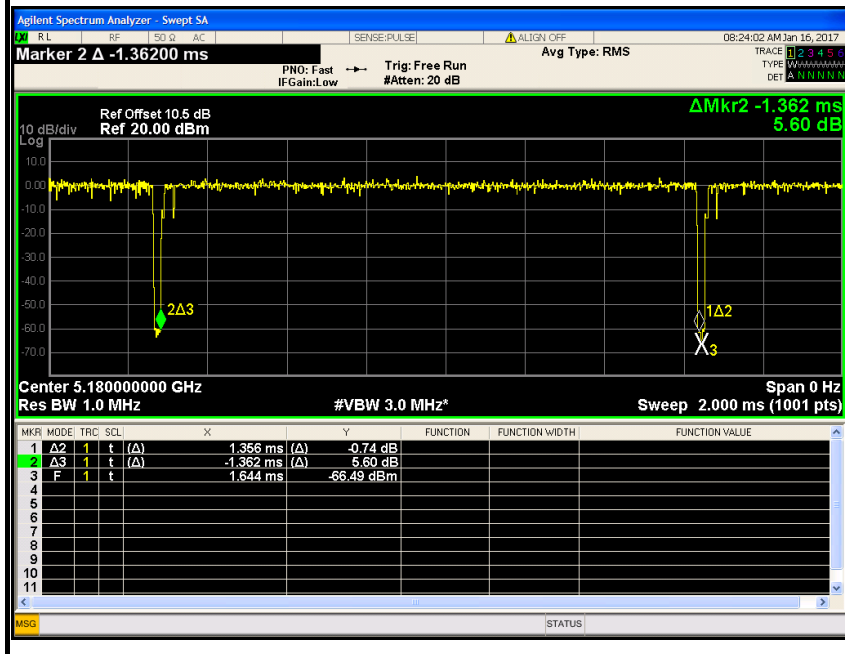 Agilent Spectrum Analyzer - Swept SA
LXI RL RF 50 Ω AC SENSE:PULSE ALIGN OFF 08:24:02 AM Jan 16, 2017
Marker 2 Δ -1.36200 ms
PNO: Fast
IFGain:Low
Trig: Free Run
#Atten: 20 dB
Avg Type: RMS
TRACE 1 2 3 4 5 6
TYPE WWWWWW
DET A N N N N N
ΔMkr2 -1.362 ms
5.60 dB
Ref Offset 10.5 dB
10 dB/div Ref 20.00 dBm
Log
10.0
0.00
-10.0
-20.0
-30.0
-40.0
-50.0
-60.0
-70.0
2Δ3
1Δ2
3
Center 5.180000000 GHz Span 0 Hz
Res BW 1.0 MHz #VBW 3.0 MHz* Sweep 2.000 ms (1001 pts)
MKR MODE TRC SCL X Y FUNCTION FUNCTION WIDTH FUNCTION VALUE
1 Δ2 1 t (Δ) 1.356 ms (Δ) -0.74 dB
2 Δ3 1 t (Δ) -1.362 ms (Δ) 5.60 dB
3 F 1 t 1.644 ms -66.49 dBm
4
5
6
7
8
9
10
11
MSG STATUS